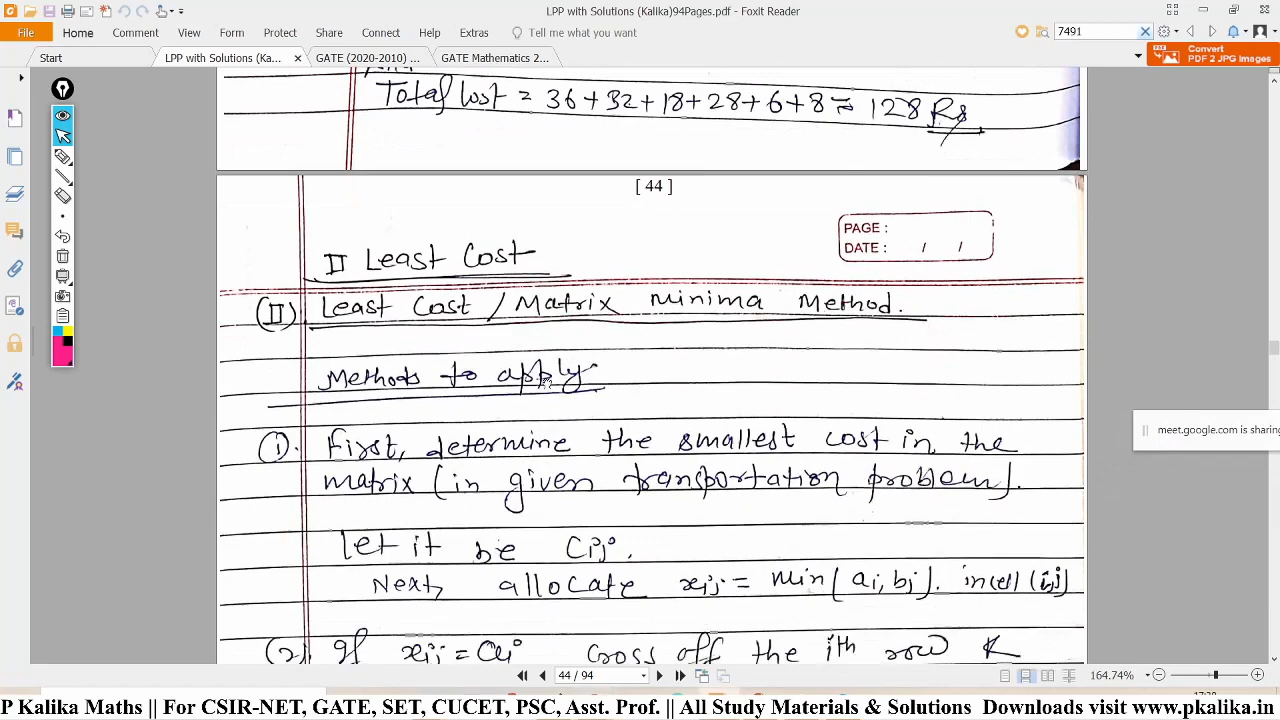 LPP with Solutions (Kalika)94Pages.pdf - Foxit Reader
File Home Comment View Form Protect Share Connect Help Extras Tell me what you want to do... 7491
Start LPP with Solutions (Ka... GATE (2020-2010) ... GATE Mathematics 2...
Convert
PDF 2 JPG Images
Total Cost = 36+32+18+28+6+8 = 128 Rs
[ 44 ]
PAGE :
DATE : / /
II Least Cost
(II) Least Cost / Matrix Minima Method.
Methods to apply
(1). First, determine the smallest cost in the
matrix (in given transportation problem).
let it be Cij.
Next, allocate xij = min(ai, bj). in cell (i,j)
(2) If xij = ai cross off the ith row &
meet.google.com is sharing
44 / 94
164.74%
P Kalika Maths || For CSIR-NET, GATE, SET, CUCET, PSC, Asst. Prof. || All Study Materials & Solutions Downloads visit www.pkalika.in